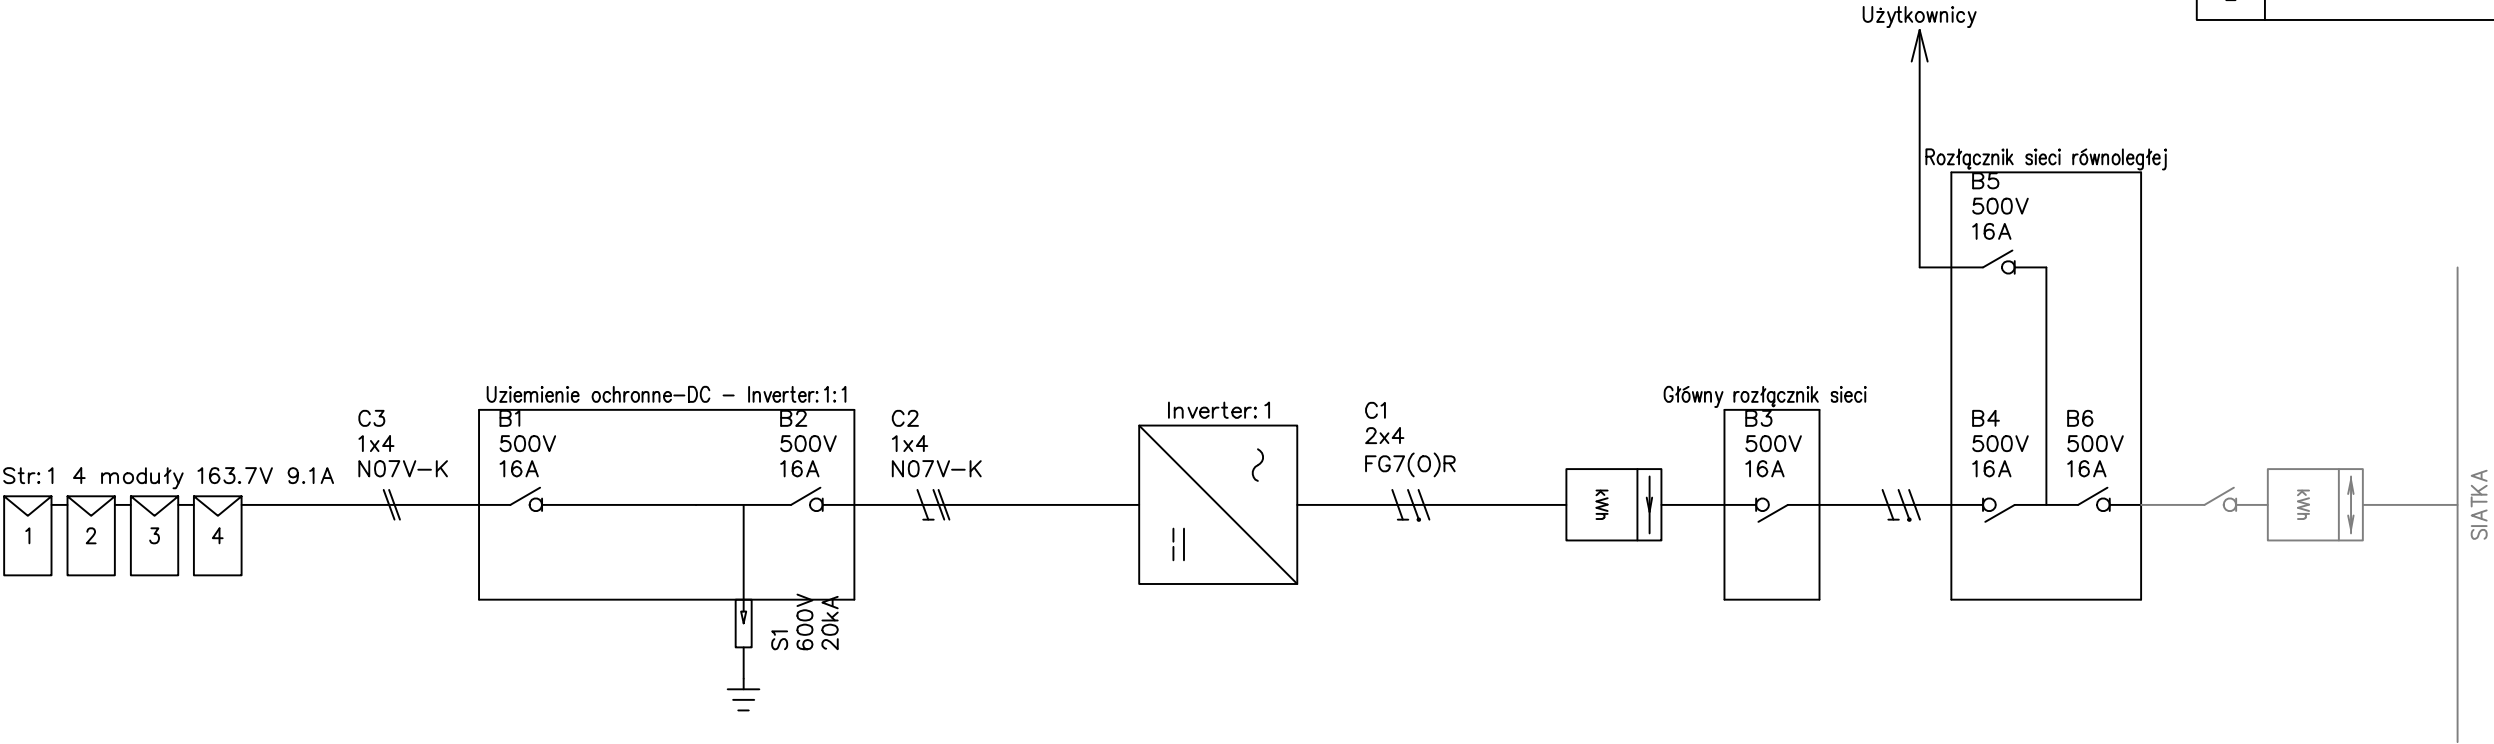 Użytkownicy
Rozłącznik sieci równoległej
B5
500V
16A
Uziemienie ochronne-DC - Inverter:1:1
Główny rozłącznik sieci
Str:1 4 moduły 163.7V 9.1A
1
2
3
4
C3
1x4
N07V-K
B1
500V
16A
B2
500V
16A
C2
1x4
N07V-K
Inverter:1
C1
2x4
FG7(O)R
kWh
B3
500V
16A
B4
500V
16A
B6
500V
16A
kWh
SIATKA
S1
600V
20kA